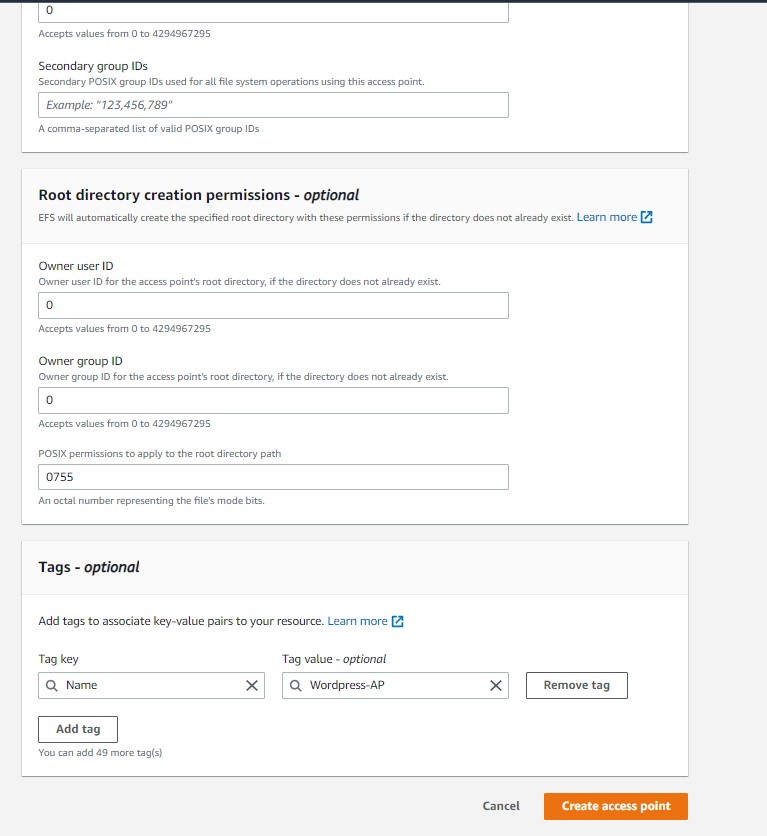 0
Accepts values from 0 to 4294967295
Secondary group IDs
Secondary POSIX group IDs used for all file system operations using this access point.
Example: "123,456,789"
A comma-separated list of valid POSIX group IDs
Root directory creation permissions - optional
EFS will automatically create the specified root directory with these permissions if the directory does not already exist. Learn more
Owner user ID
Owner user ID for the access point's root directory, if the directory does not already exist.
0
Accepts values from 0 to 4294967295
Owner group ID
Owner group ID for the access point's root directory, if the directory does not already exist.
0
Accepts values from 0 to 4294967295
POSIX permissions to apply to the root directory path
0755
An octal number representing the file's mode bits.
Tags - optional
Add tags to associate key-value pairs to your resource. Learn more
Tag key Tag value - optional
Name Wordpress-AP Remove tag
Add tag
You can add 49 more tag(s)
Cancel Create access point